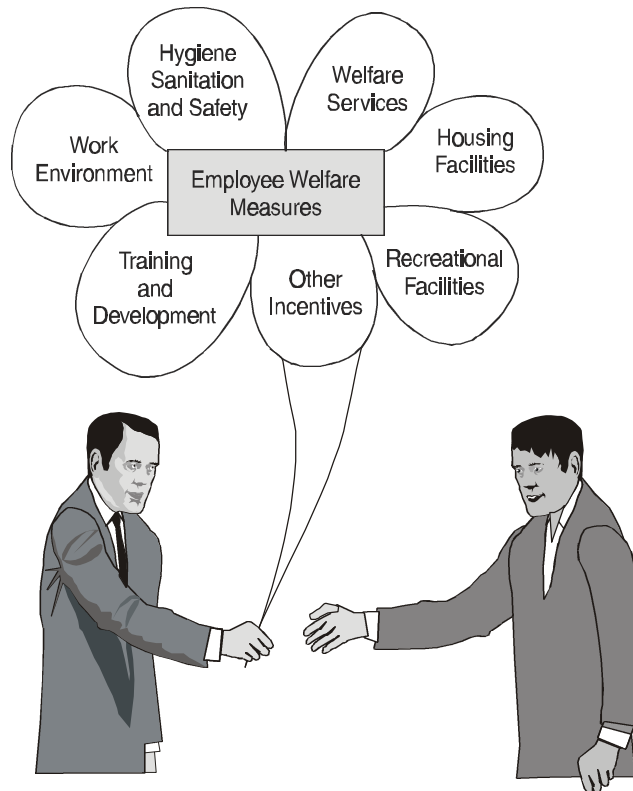 Hygiene
Sanitation
and Safety
Welfare
Services
Work
Environment
Housing
Facilities
Employee Welfare
Measures
Training
and
Development
Other
Incentives
Recreational
Facilities